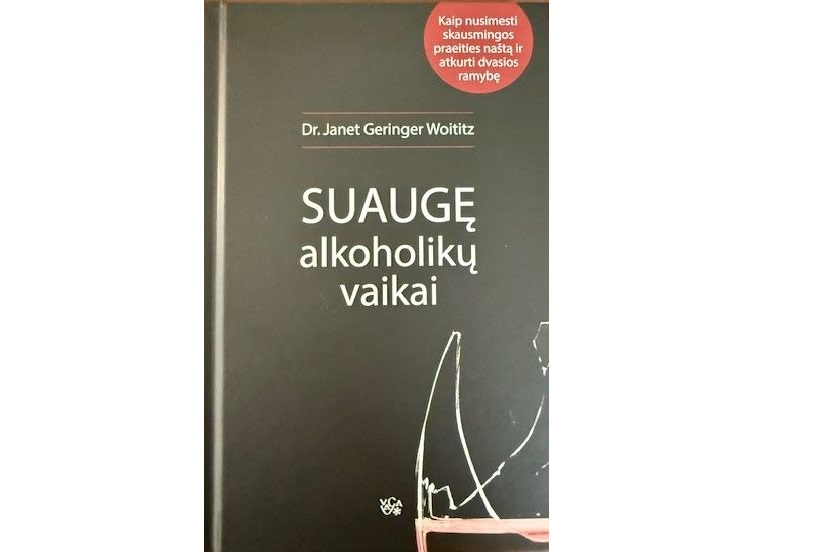 Kaip nusimesti
skausmingos
praeities naštą ir
atkurti dvasios
ramybę
Dr. Janet Geringer Woititz
SUAUGĘ
alkoholikų
vaikai